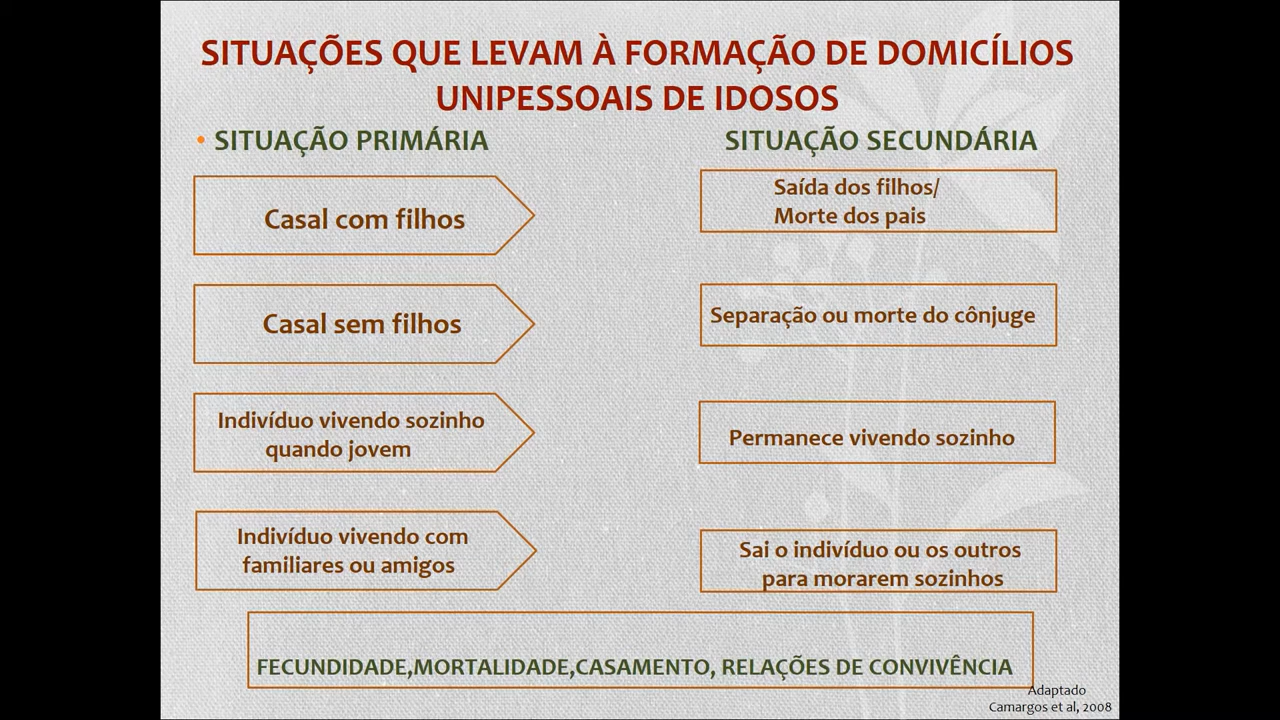 SITUAÇÕES QUE LEVAM À FORMAÇÃO DE DOMICÍLIOS
UNIPESSOAIS DE IDOSOS
• SITUAÇÃO PRIMÁRIA
SITUAÇÃO SECUNDÁRIA
Casal com filhos
Saída dos filhos/
Morte dos pais
Casal sem filhos
Separação ou morte do cônjuge
Indivíduo vivendo sozinho
quando jovem
Permanece vivendo sozinho
Indivíduo vivendo com
familiares ou amigos
Sai o indivíduo ou os outros
para morarem sozinhos
FECUNDIDADE,MORTALIDADE,CASAMENTO, RELAÇÕES DE CONVIVÊNCIA
Adaptado
Camargos et al, 2008